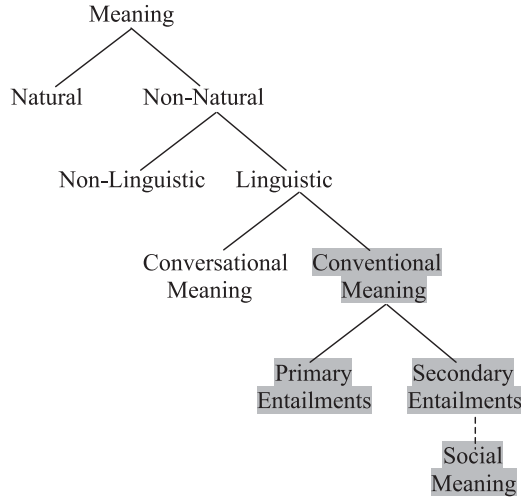 Meaning
Natural Non-Natural
Non-Linguistic Linguistic
Conversational Conventional
Meaning Meaning
Primary Secondary
Entailments Entailments
Social
Meaning